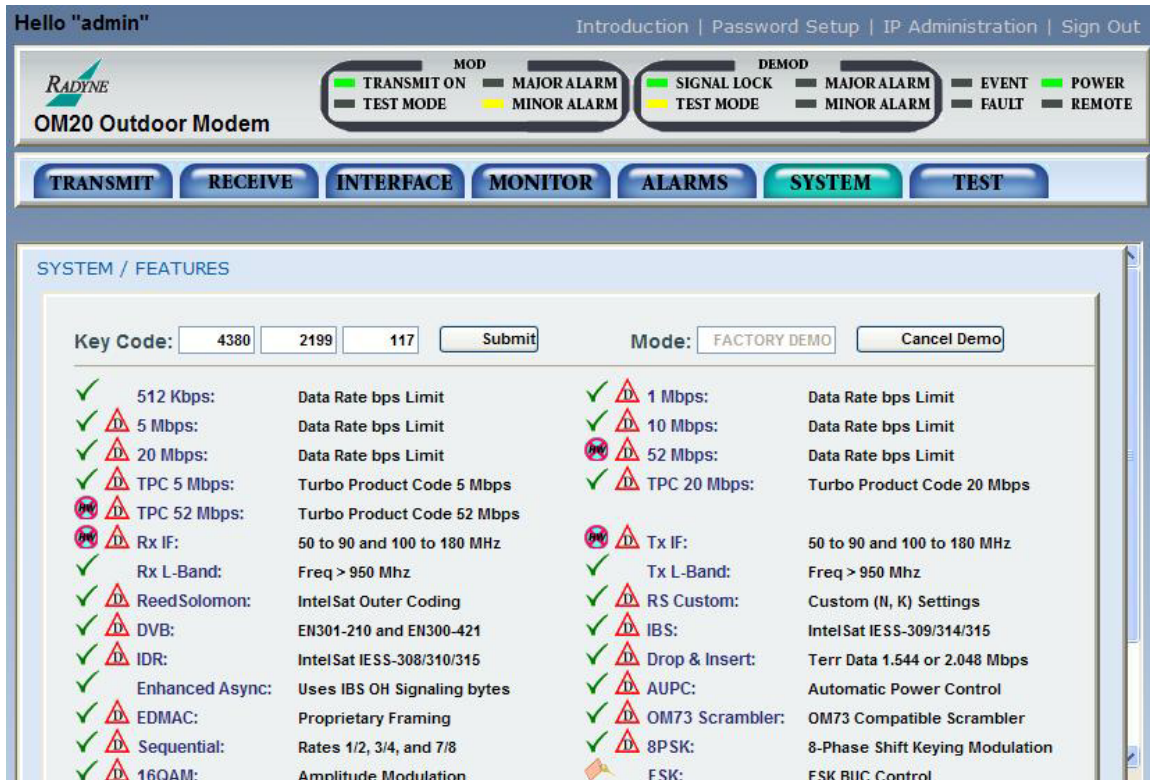 Hello "admin"
Introduction | Password Setup | IP Administration | Sign Out
RADYNE
OM20 Outdoor Modem
MOD
TRANSMIT ON MAJOR ALARM
TEST MODE MINOR ALARM
DEMOD
SIGNAL LOCK MAJOR ALARM
TEST MODE MINOR ALARM
EVENT POWER
FAULT REMOTE
TRANSMIT RECEIVE INTERFACE MONITOR ALARMS SYSTEM TEST
SYSTEM / FEATURES
Key Code: 4380 2199 117 Submit Mode: FACTORY DEMO Cancel Demo
512 Kbps: Data Rate bps Limit D 1 Mbps: Data Rate bps Limit
D 5 Mbps: Data Rate bps Limit D 10 Mbps: Data Rate bps Limit
D 20 Mbps: Data Rate bps Limit HW D 52 Mbps: Data Rate bps Limit
D TPC 5 Mbps: Turbo Product Code 5 Mbps D TPC 20 Mbps: Turbo Product Code 20 Mbps
HW D TPC 52 Mbps: Turbo Product Code 52 Mbps
HW D Rx IF: 50 to 90 and 100 to 180 MHz HW D Tx IF: 50 to 90 and 100 to 180 MHz
Rx L-Band: Freq > 950 Mhz Tx L-Band: Freq > 950 Mhz
D ReedSolomon: IntelSat Outer Coding D RS Custom: Custom (N, K) Settings
D DVB: EN301-210 and EN300-421 D IBS: IntelSat IESS-309/314/315
D IDR: IntelSat IESS-308/310/315 D Drop & Insert: Terr Data 1.544 or 2.048 Mbps
Enhanced Async: Uses IBS OH Signaling bytes D AUPC: Automatic Power Control
D EDMAC: Proprietary Framing D OM73 Scrambler: OM73 Compatible Scrambler
D Sequential: Rates 1/2, 3/4, and 7/8 D 8PSK: 8-Phase Shift Keying Modulation
D 16QAM: Amplitude Modulation FSK: FSK BUC Control